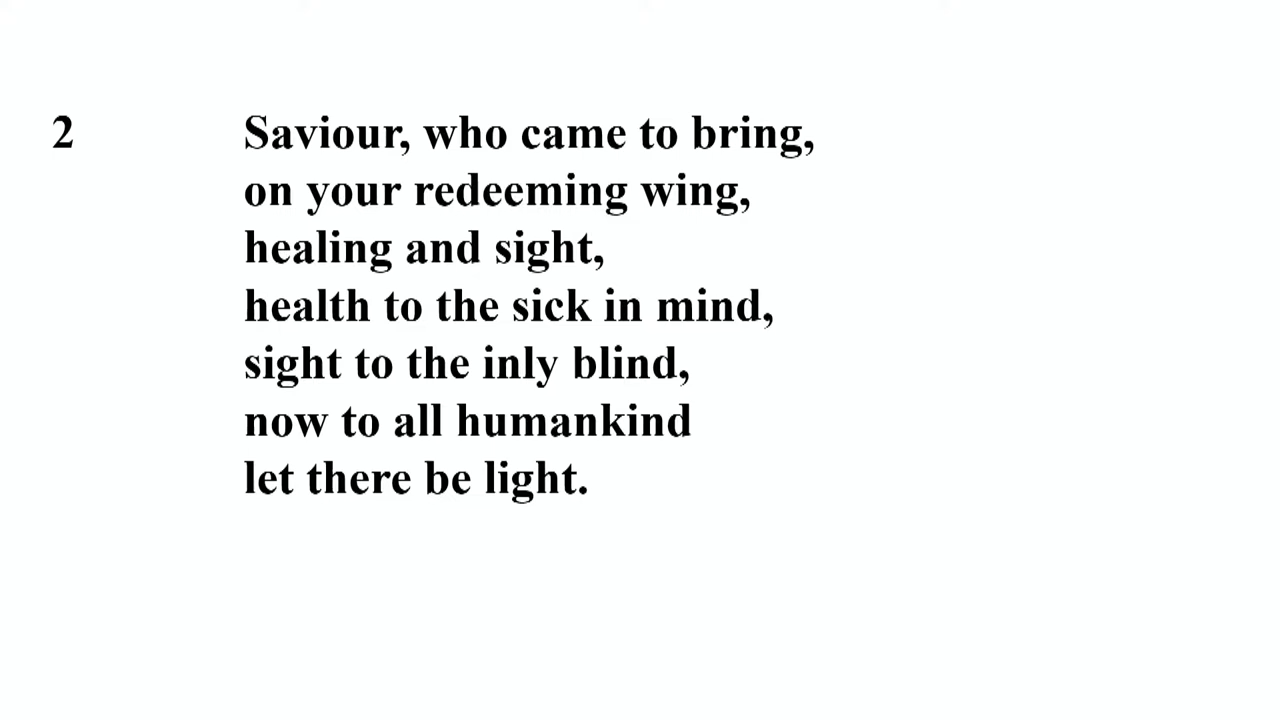 2 Saviour, who came to bring,
on your redeeming wing,
healing and sight,
health to the sick in mind,
sight to the inly blind,
now to all humankind
let there be light.